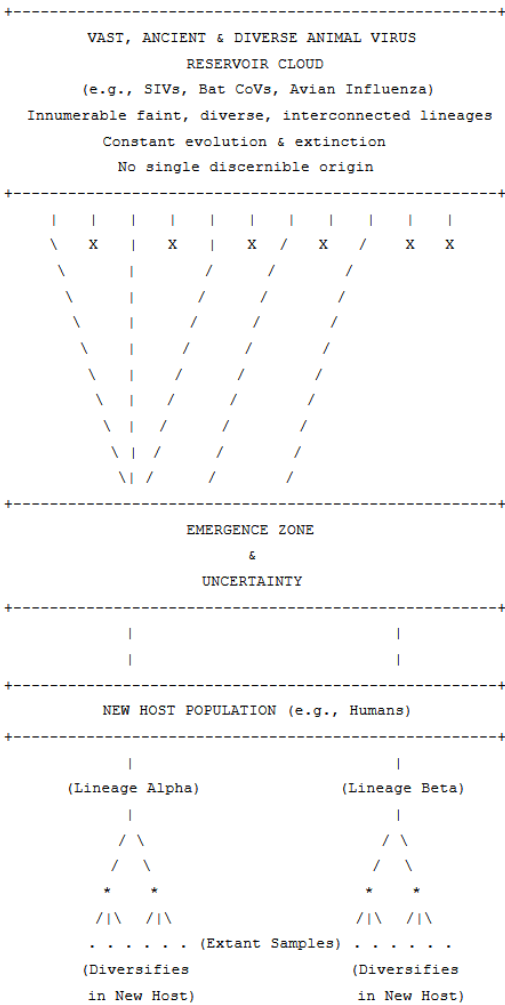 VAST, ANCIENT & DIVERSE ANIMAL VIRUS
RESERVOIR CLOUD
(e.g., SIVs, Bat CoVs, Avian Influenza)
Innumerable faint, diverse, interconnected lineages
Constant evolution & extinction
No single discernible origin
X X X X X X
EMERGENCE ZONE
&
UNCERTAINTY
NEW HOST POPULATION (e.g., Humans)
(Lineage Alpha) (Lineage Beta)
* * * *
. . . . . . (Extant Samples) . . . . . .
(Diversifies (Diversifies
in New Host) in New Host)